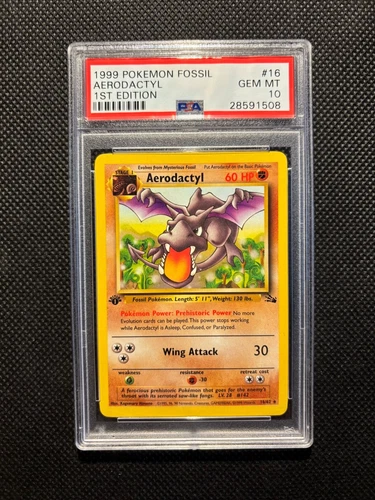 1999 POKEMON FOSSIL #16
AERODACTYL GEM MT
1ST EDITION 10
PSA 28591508
STAGE 1 Evolves from Mysterious Fossil Put Aerodactyl on the Basic Pokémon
Aerodactyl 60 HP
Fossil Pokémon. Length: 5' 11", Weight: 130 lbs.
Pokémon Power: Prehistoric Power No more
Evolution cards can be played. This power stops working
while Aerodactyl is Asleep, Confused, or Paralyzed.
Wing Attack 30
weakness resistance retreat cost
-30
A ferocious prehistoric Pokémon that goes for the enemy's
throat with its serrated saw-like fangs. LV. 28 #142